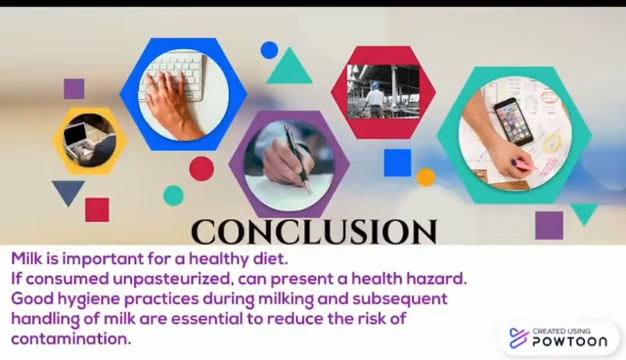 CONCLUSION
Milk is important for a healthy diet.
If consumed unpasteurized, can present a health hazard.
Good hygiene practices during milking and subsequent
handling of milk are essential to reduce the risk of
contamination.
CREATED USING
POWTOON